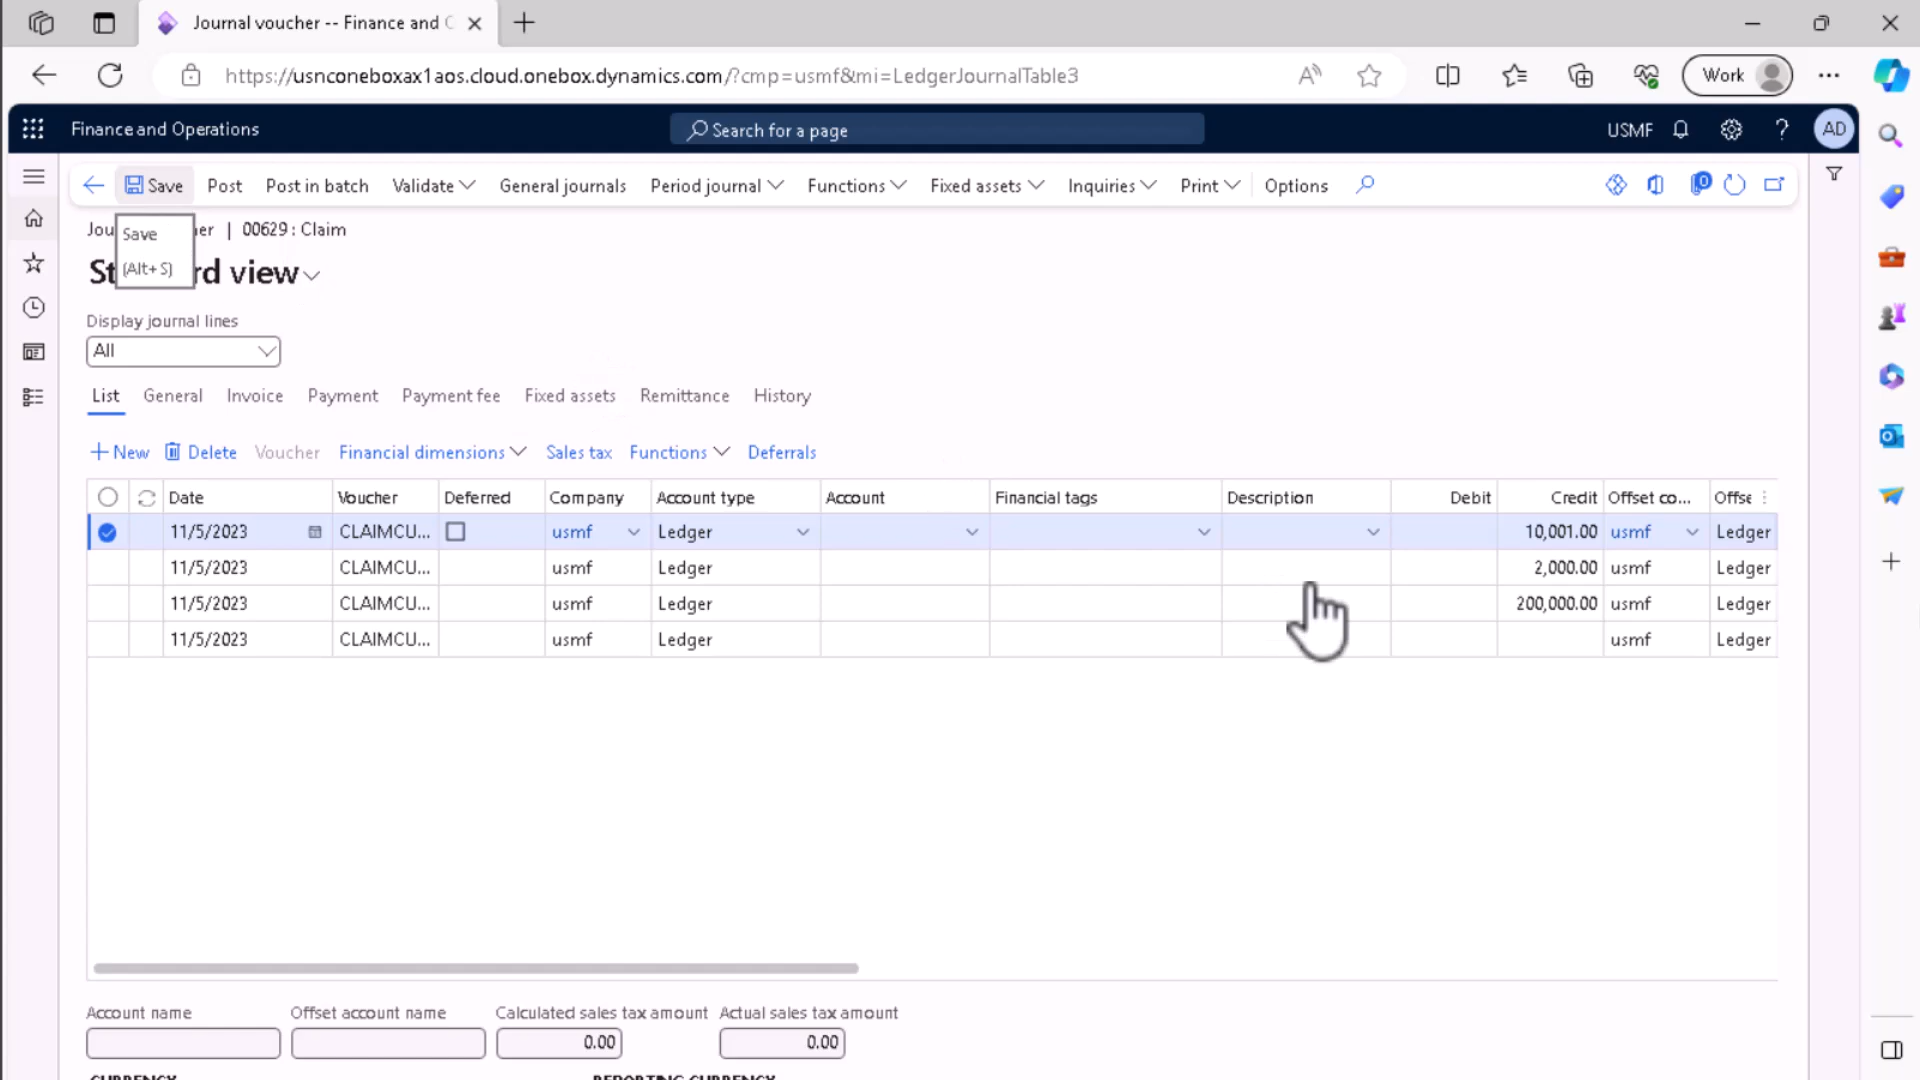 Journal voucher -- Finance and C
https://usnconeboxax1aos.cloud.onebox.dynamics.com/?cmp=usmf&mi=LedgerJournalTable3
Work
Finance and Operations
Search for a page
USMF
?
AD
Save Post Post in batch Validate General journals Period journal Functions Fixed assets Inquiries Print Options
0
Save
(Alt+S)
Jou er | 00629 : Claim
St rd view
Display journal lines
All
List General Invoice Payment Payment fee Fixed assets Remittance History
New Delete Voucher Financial dimensions Sales tax Functions Deferrals
Date Voucher Deferred Company Account type Account Financial tags Description Debit Credit Offset co... Offse
11/5/2023 CLAIMCU... usmf Ledger 10,001.00 usmf Ledger
11/5/2023 CLAIMCU... usmf Ledger 2,000.00 usmf Ledger
11/5/2023 CLAIMCU... usmf Ledger 200,000.00 usmf Ledger
11/5/2023 CLAIMCU... usmf Ledger usmf Ledger
Account name Offset account name Calculated sales tax amount Actual sales tax amount
0.00 0.00
CURRENCY REPORTING CURRENCY